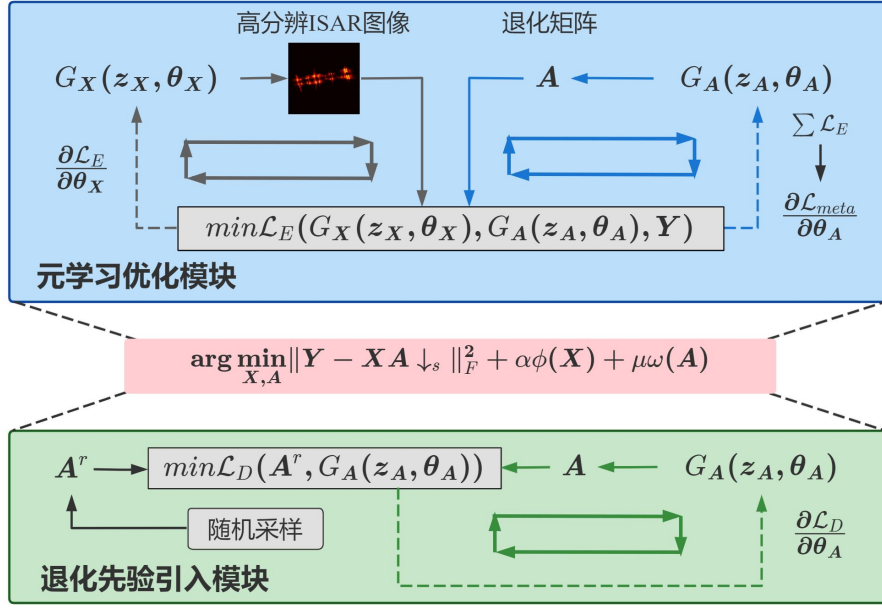 高分辨ISAR图像
退化矩阵
G_X(z_X, θ_X)
A
G_A(z_A, θ_A)
∑ℒ_E
∂ℒ_E/∂θ_X
∂ℒ_meta/∂θ_A
minℒ_E(G_X(z_X, θ_X), G_A(z_A, θ_A), Y)
元学习优化模块
arg min_{X,A} ‖Y − XA ↓_s ‖_F^2 + αϕ(X) + μω(A)
A^r
minℒ_D(A^r, G_A(z_A, θ_A))
A
G_A(z_A, θ_A)
随机采样
∂ℒ_D/∂θ_A
退化先验引入模块